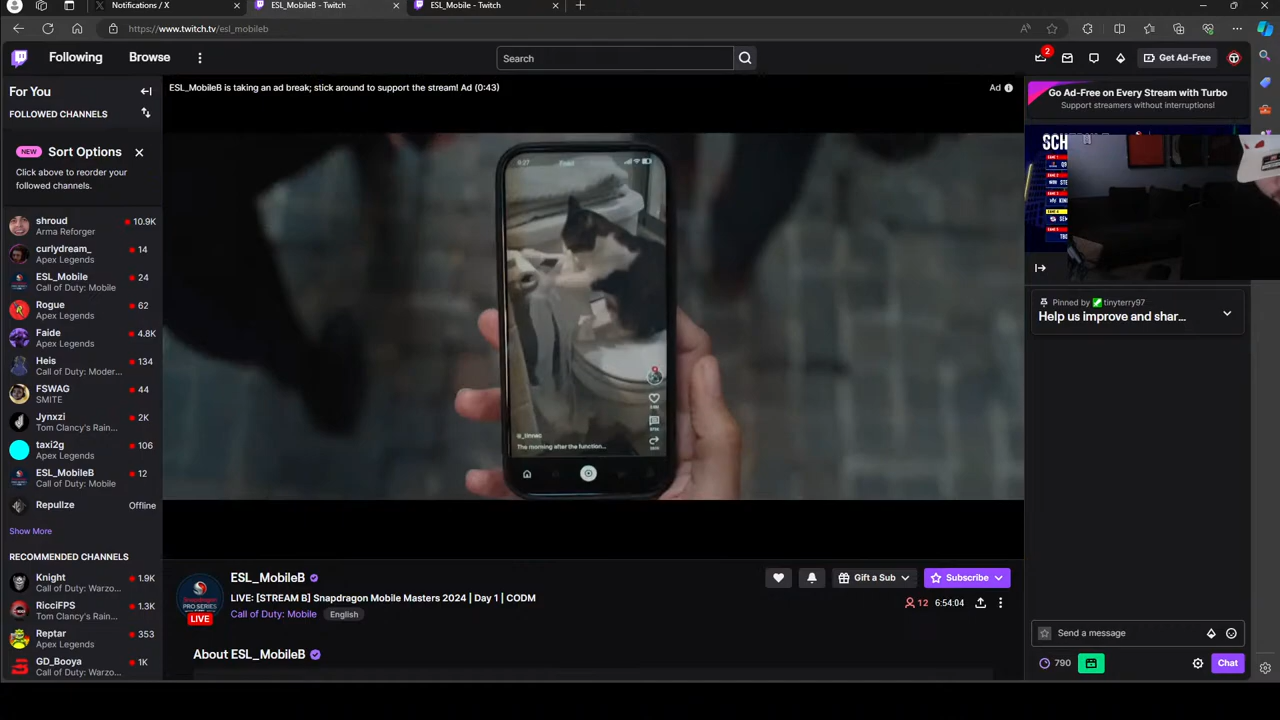 Notifications / X
ESL_MobileB - Twitch
ESL_Mobile - Twitch
https://www.twitch.tv/esl_mobileb
Following
Browse
Search
2
Get Ad-Free
For You
FOLLOWED CHANNELS
NEW Sort Options
Click above to reorder your
followed channels.
shroud 10.9K
Arma Reforger
curlydream_ 14
Apex Legends
ESL_Mobile 24
Call of Duty: Mobile
Rogue 62
Apex Legends
Faide 4.8K
Apex Legends
Heis 134
Call of Duty: Moder...
FSWAG 44
SMITE
Jynxzi 2K
Tom Clancy's Rain...
taxi2g 106
Apex Legends
ESL_MobileB 12
Call of Duty: Mobile
Repullze Offline
Show More
RECOMMENDED CHANNELS
Knight 1.9K
Call of Duty: Warzo...
RicciFPS 1.3K
Tom Clancy's Rain...
Reptar 353
Apex Legends
GD_Booya 1K
Call of Duty: Warzo...
ESL_MobileB is taking an ad break; stick around to support the stream! Ad (0:43)
Ad
The morning after the function...
LIVE
ESL_MobileB
LIVE: [STREAM B] Snapdragon Mobile Masters 2024 | Day 1 | CODM
Call of Duty: Mobile English
Gift a Sub
Subscribe
12 6:54:04
About ESL_MobileB
Go Ad-Free on Every Stream with Turbo
Support streamers without interruptions!
SCH
Pinned by tinyterry97
Help us improve and shar...
Send a message
790
Chat